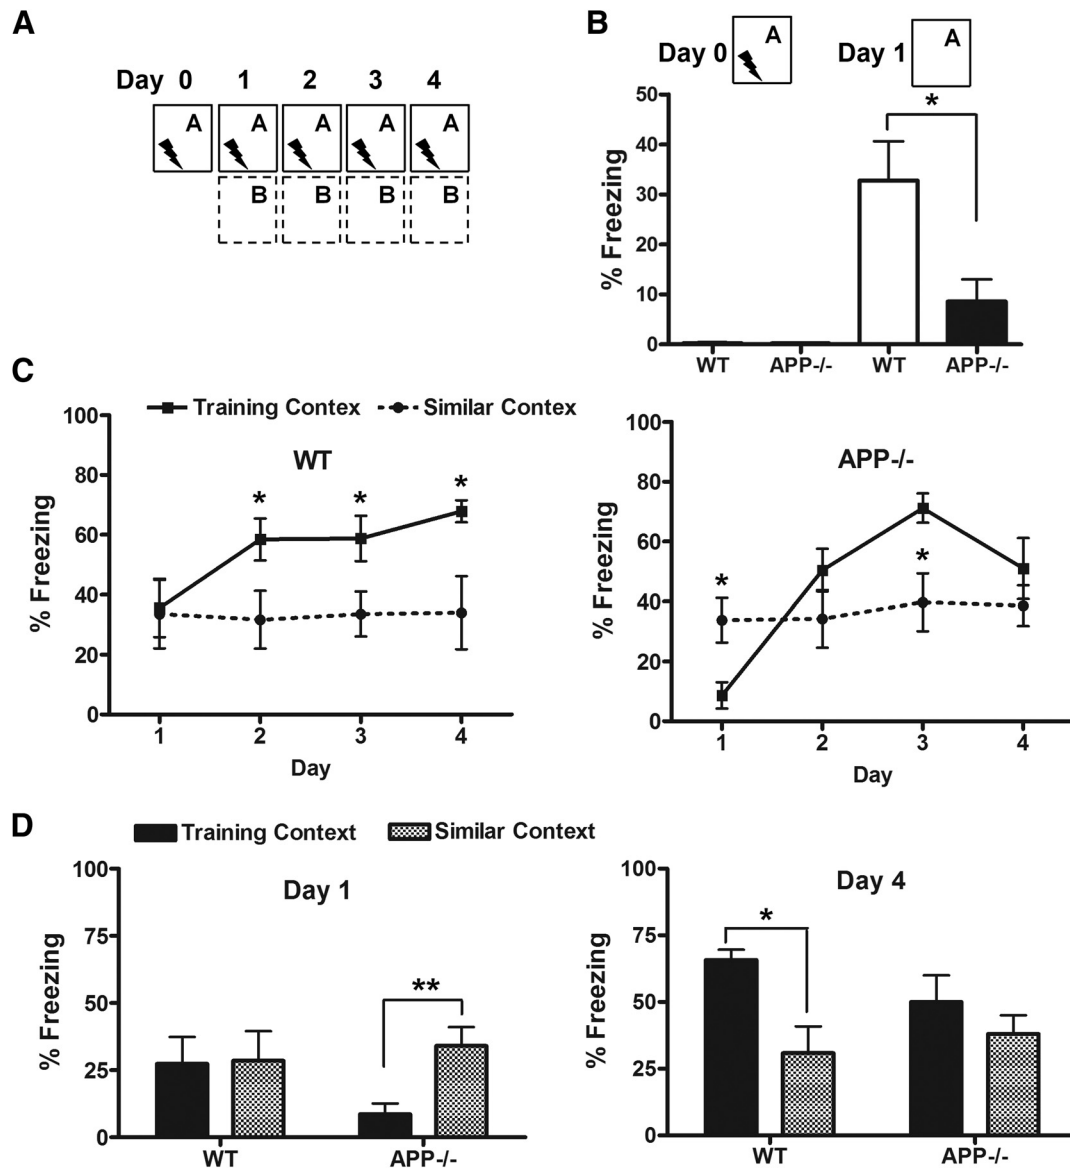 A
Day 0 1 2 3 4
A A A A A
B B B B
B
Day 0 A Day 1 A
*
50
40
30
20
10
0
% Freezing
WT APP-/- WT APP-/-
C
Training Contex Similar Contex
WT
* * *
100
80
60
40
20
0
% Freezing
1 2 3 4
Day
APP-/-
* *
100
80
60
40
20
0
% Freezing
1 2 3 4
Day
D
Training Context Similar Context
Day 1
**
100
75
50
25
0
% Freezing
WT APP-/-
Day 4
*
100
75
50
25
0
% Freezing
WT APP-/-